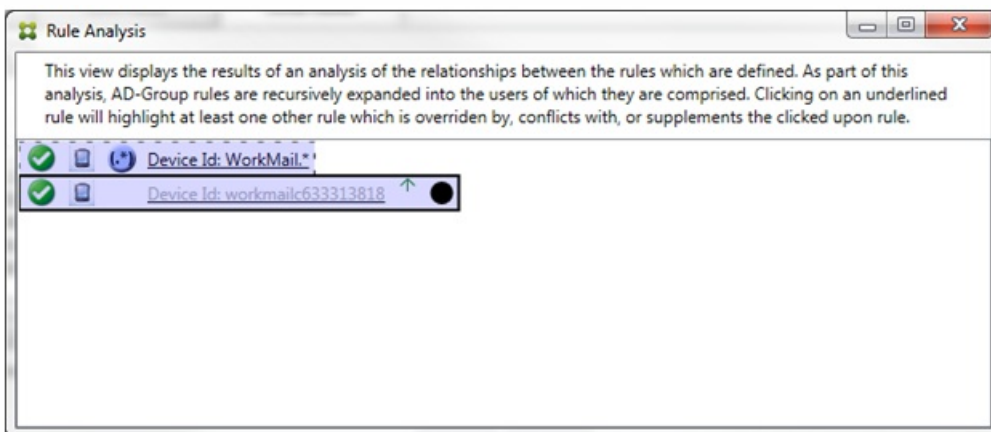 Rule Analysis
This view displays the results of an analysis of the relationships between the rules which are defined. As part of this
analysis, AD-Group rules are recursively expanded into the users of which they are comprised. Clicking on an underlined
rule will highlight at least one other rule which is overriden by, conflicts with, or supplements the clicked upon rule.
(.*) Device Id: WorkMail.*
Device Id: workmailc633313818